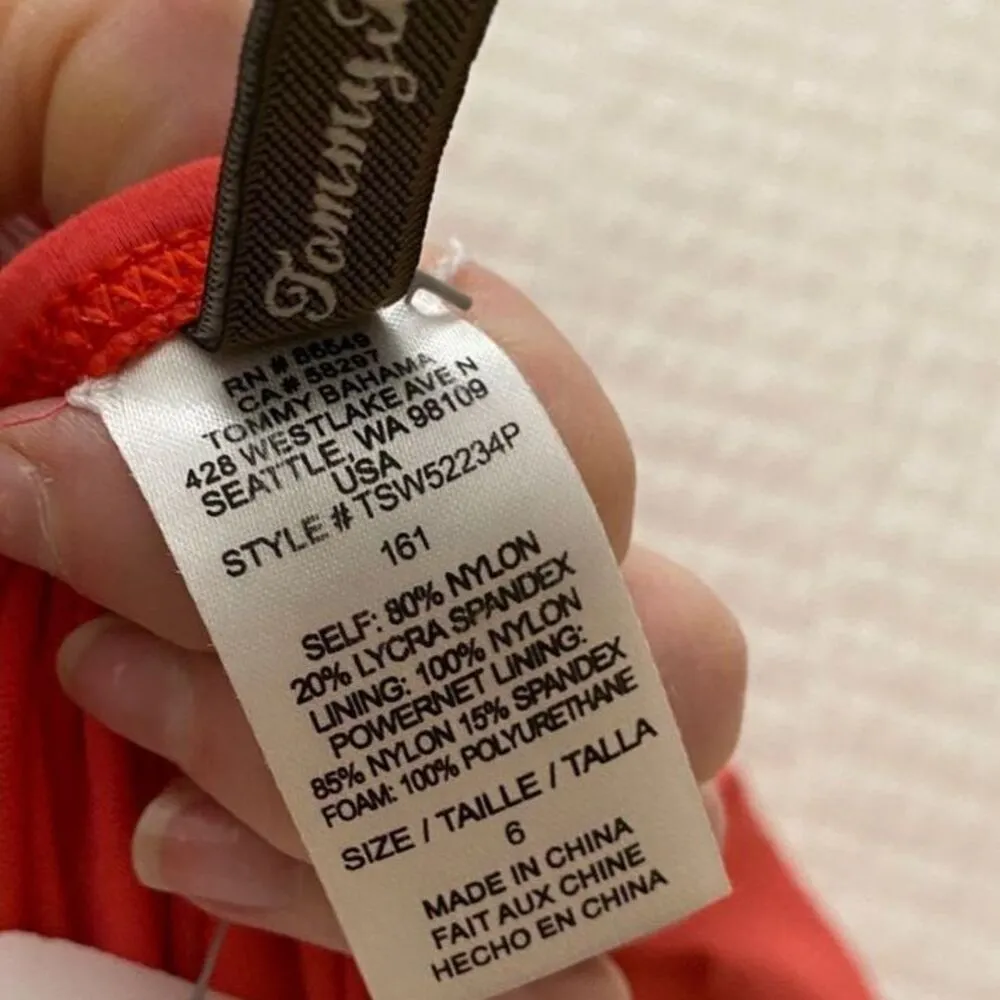 Tommy
RN # 86549
CA# 58297
TOMMY BAHAMA
428 WESTLAKE AVE N
SEATTLE, WA 98109
USA
STYLE # TSW52234P
161
SELF: 80% NYLON
20% LYCRA SPANDEX
LINING: 100% NYLON
POWERNET LINING:
85% NYLON 15% SPANDEX
FOAM: 100% POLYURETHANE
SIZE / TAILLE / TALLA
6
MADE IN CHINA
FAIT AUX CHINE
HECHO EN CHINA